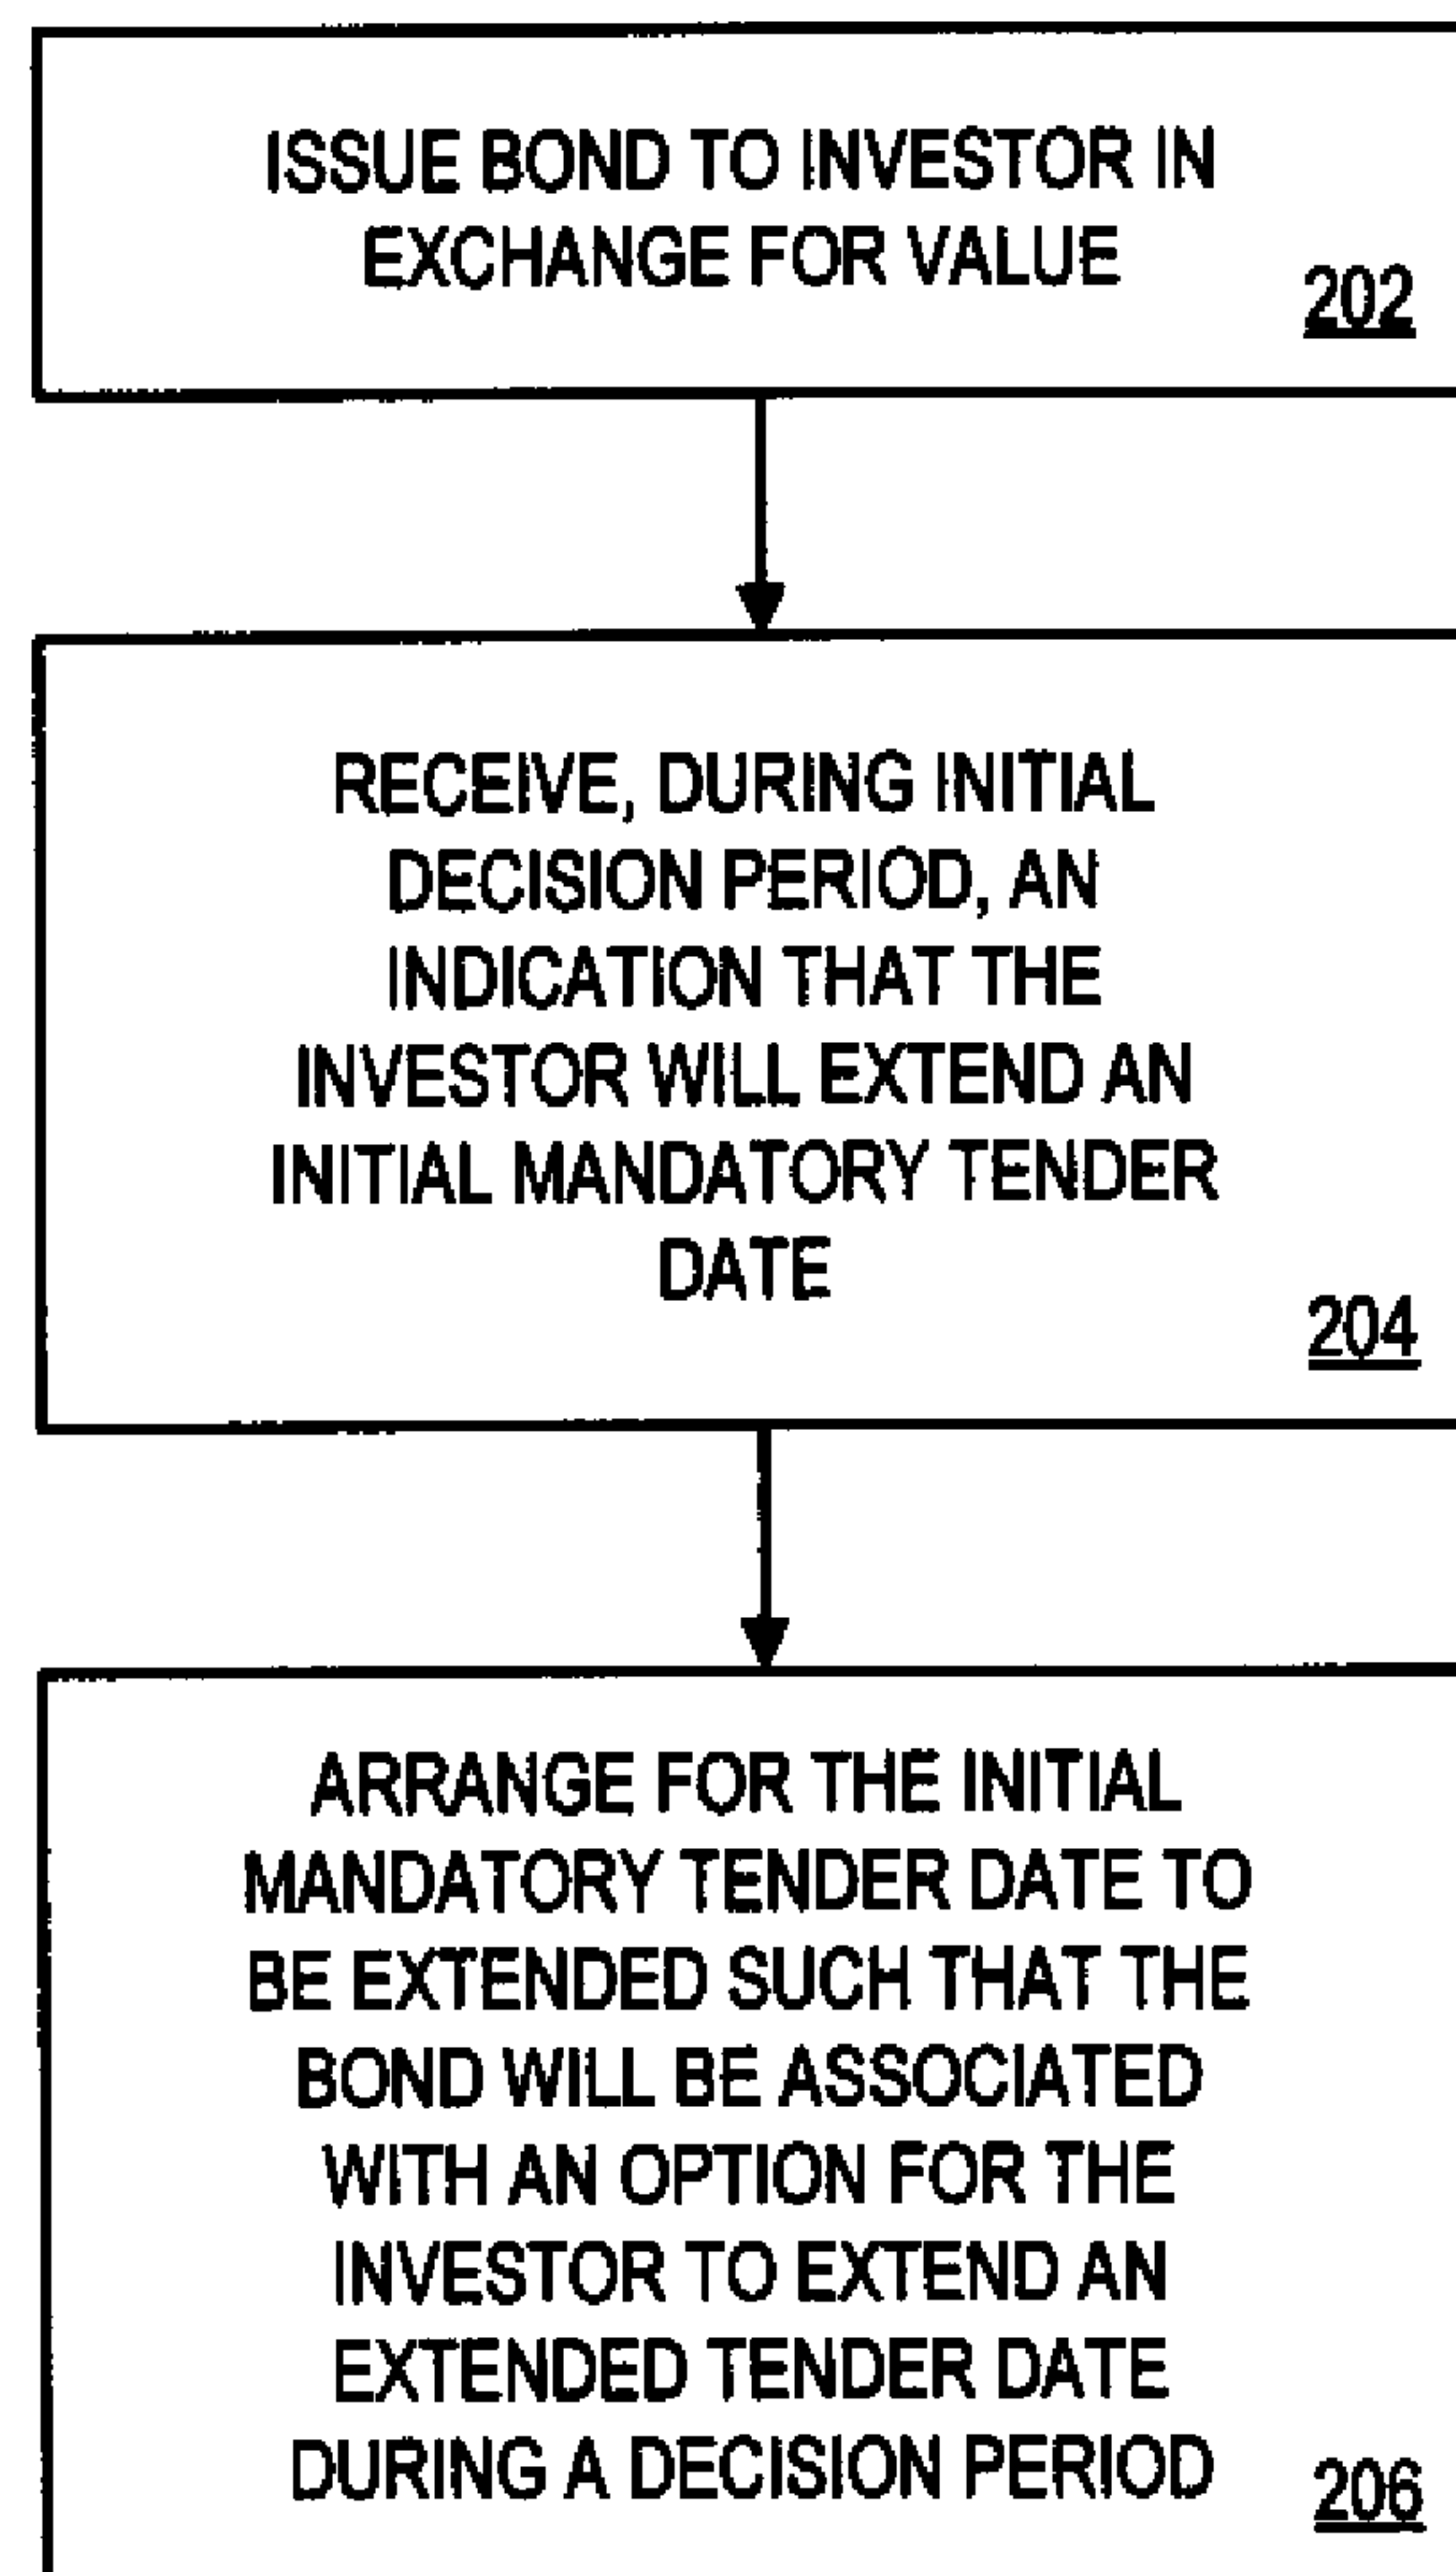 ISSUE BOND TO INVESTOR IN
EXCHANGE FOR VALUE
202
RECEIVE, DURING INITIAL
DECISION PERIOD, AN
INDICATION THAT THE
INVESTOR WILL EXTEND AN
INITIAL MANDATORY TENDER
DATE
204
ARRANGE FOR THE INITIAL
MANDATORY TENDER DATE TO
BE EXTENDED SUCH THAT THE
BOND WILL BE ASSOCIATED
WITH AN OPTION FOR THE
INVESTOR TO EXTEND AN
EXTENDED TENDER DATE
DURING A DECISION PERIOD
206